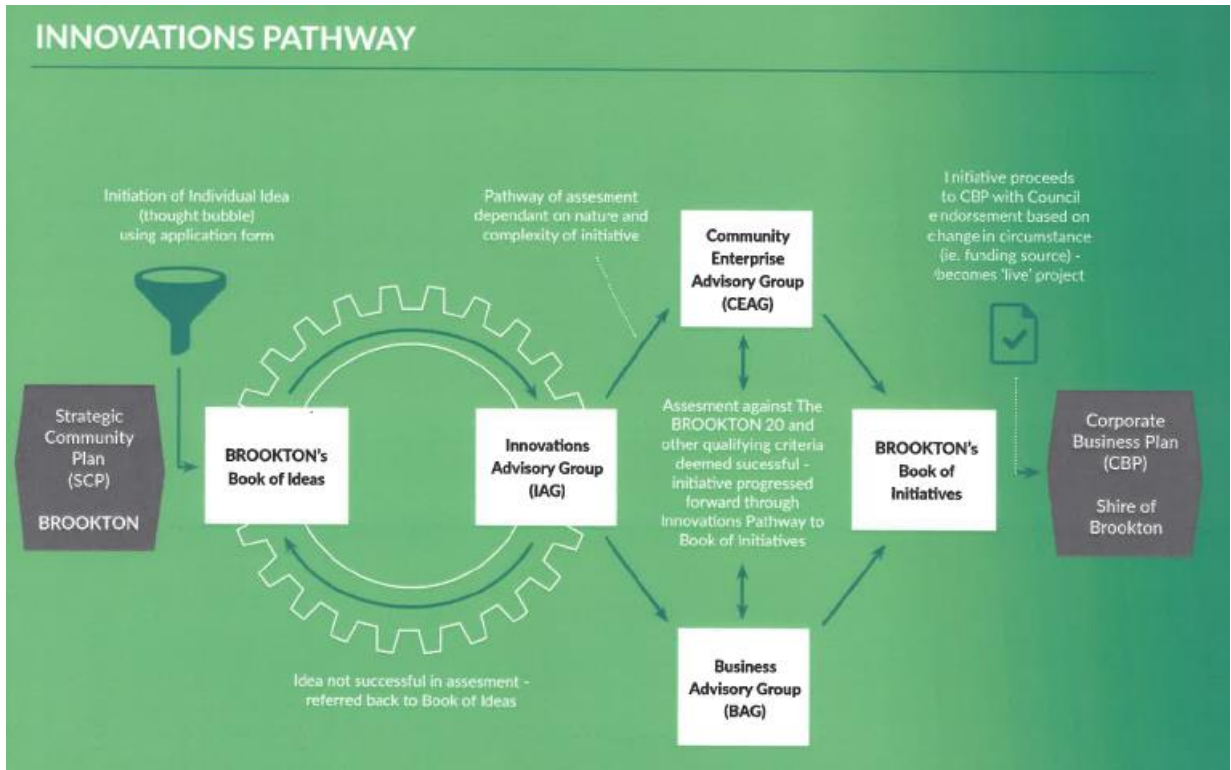 INNOVATIONS PATHWAY
Initiation of Individual Idea
(thought bubble)
using application form
Pathway of assesment
dependant on nature and
complexity of initiative
Initiative proceeds
to CBP with Council
endorsement based on
change in circumstance
(ie. funding source) -
becomes 'live' project
Community
Enterprise
Advisory Group
(CEAG)
Strategic
Community
Plan
(SCP)
BROOKTON
BROOKTON's
Book of Ideas
Innovations
Advisory Group
(IAG)
Assesment against The
BROOKTON 20 and
other qualifying criteria
deemed sucessful -
initiative progressed
forward through
Innovations Pathway to
Book of Initiatives
BROOKTON's
Book of
Initiatives
Corporate
Business Plan
(CBP)
Shire of
Brookton
Idea not successful in assesment -
referred back to Book of Ideas
Business
Advisory Group
(BAG)